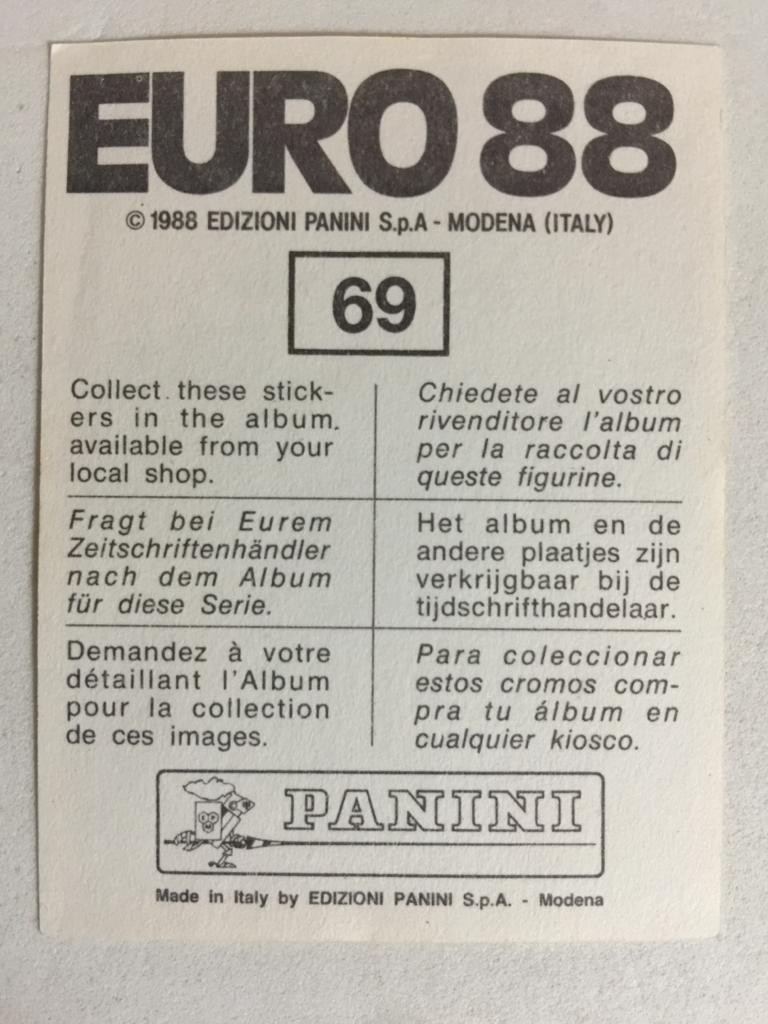 EURO 88
© 1988 EDIZIONI PANINI S.p.A - MODENA (ITALY)
69
Collect these stick-
ers in the album.
available from your
local shop.
Chiedete al vostro
rivenditore l'album
per la raccolta di
queste figurine.
Fragt bei Eurem
Zeitschriftenhändler
nach dem Album
für diese Serie.
Het album en de
andere plaatjes zijn
verkrijgbaar bij de
tijdschrifthandelaar.
Demandez à votre
détaillant l'Album
pour la collection
de ces images.
Para coleccionar
estos cromos com-
pra tu álbum en
cualquier kiosco.
PANINI
Made in Italy by EDIZIONI PANINI S.p.A. - Modena